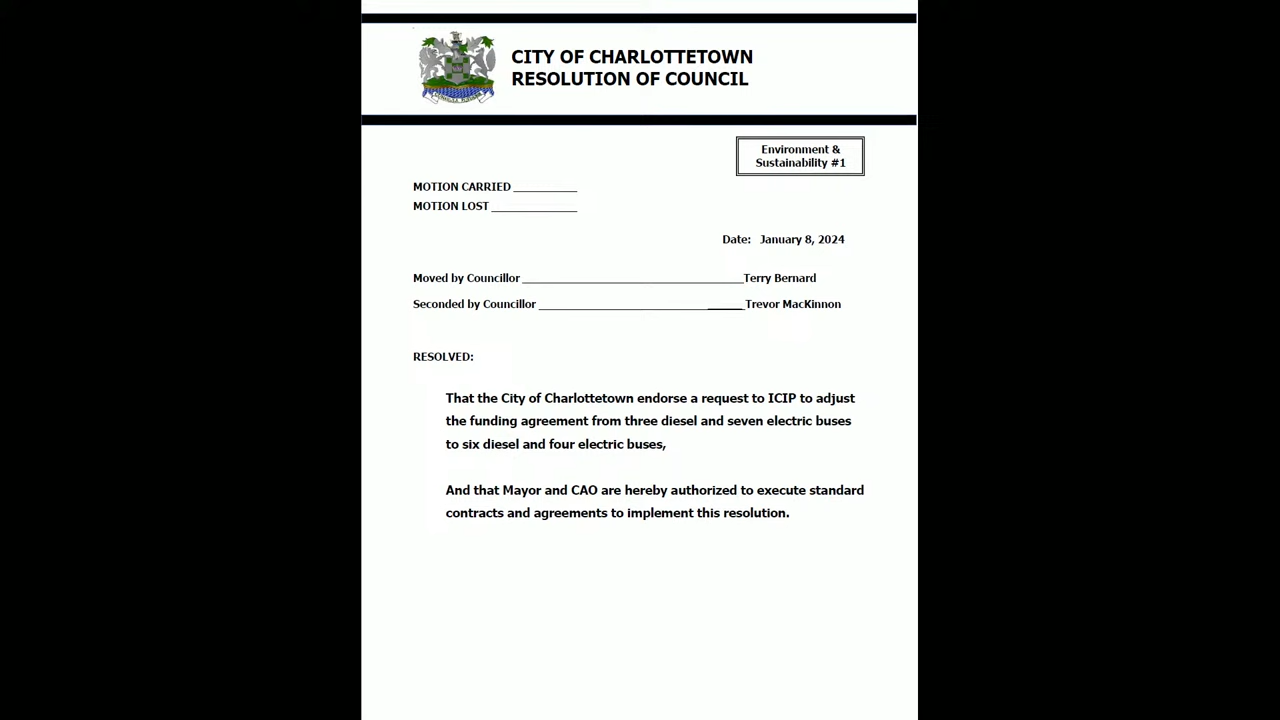 CITY OF CHARLOTTETOWN
RESOLUTION OF COUNCIL
Environment &
Sustainability #1
MOTION CARRIED ___________
MOTION LOST _______________
Date: January 8, 2024
Moved by Councillor ______________________________________Terry Bernard
Seconded by Councillor ___________________________________Trevor MacKinnon
RESOLVED:
That the City of Charlottetown endorse a request to ICIP to adjust
the funding agreement from three diesel and seven electric buses
to six diesel and four electric buses,
And that Mayor and CAO are hereby authorized to execute standard
contracts and agreements to implement this resolution.